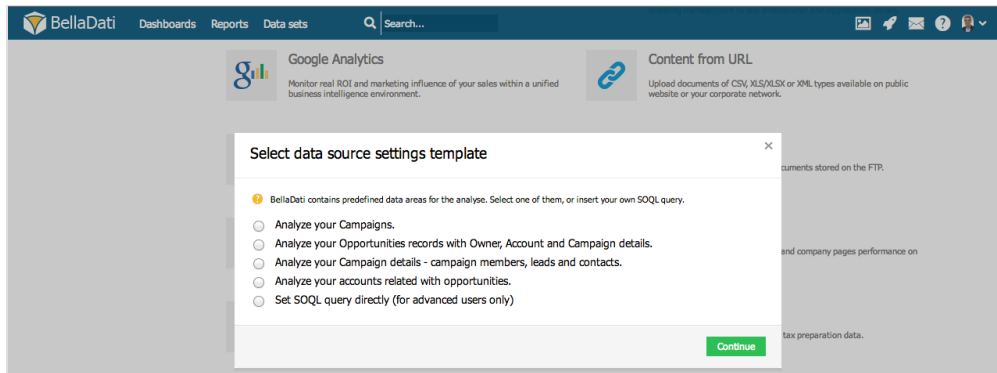 BellaDati Dashboards Reports Data sets Search...
Google Analytics
Monitor real ROI and marketing influence of your sales within a unified
business intelligence environment.
Content from URL
Upload documents of CSV, XLS/XLSX or XML types available on public
website or your corporate network.
Select data source settings template
BellaDati contains predefined data areas for the analyse. Select one of them, or insert your own SOQL query.
Analyze your Campaigns.
Analyze your Opportunities records with Owner, Account and Campaign details.
Analyze your Campaign details - campaign members, leads and contacts.
Analyze your accounts related with opportunities.
Set SOQL query directly (for advanced users only)
Continue
stored on the FTP.
and company pages performance on
tax preparation data.